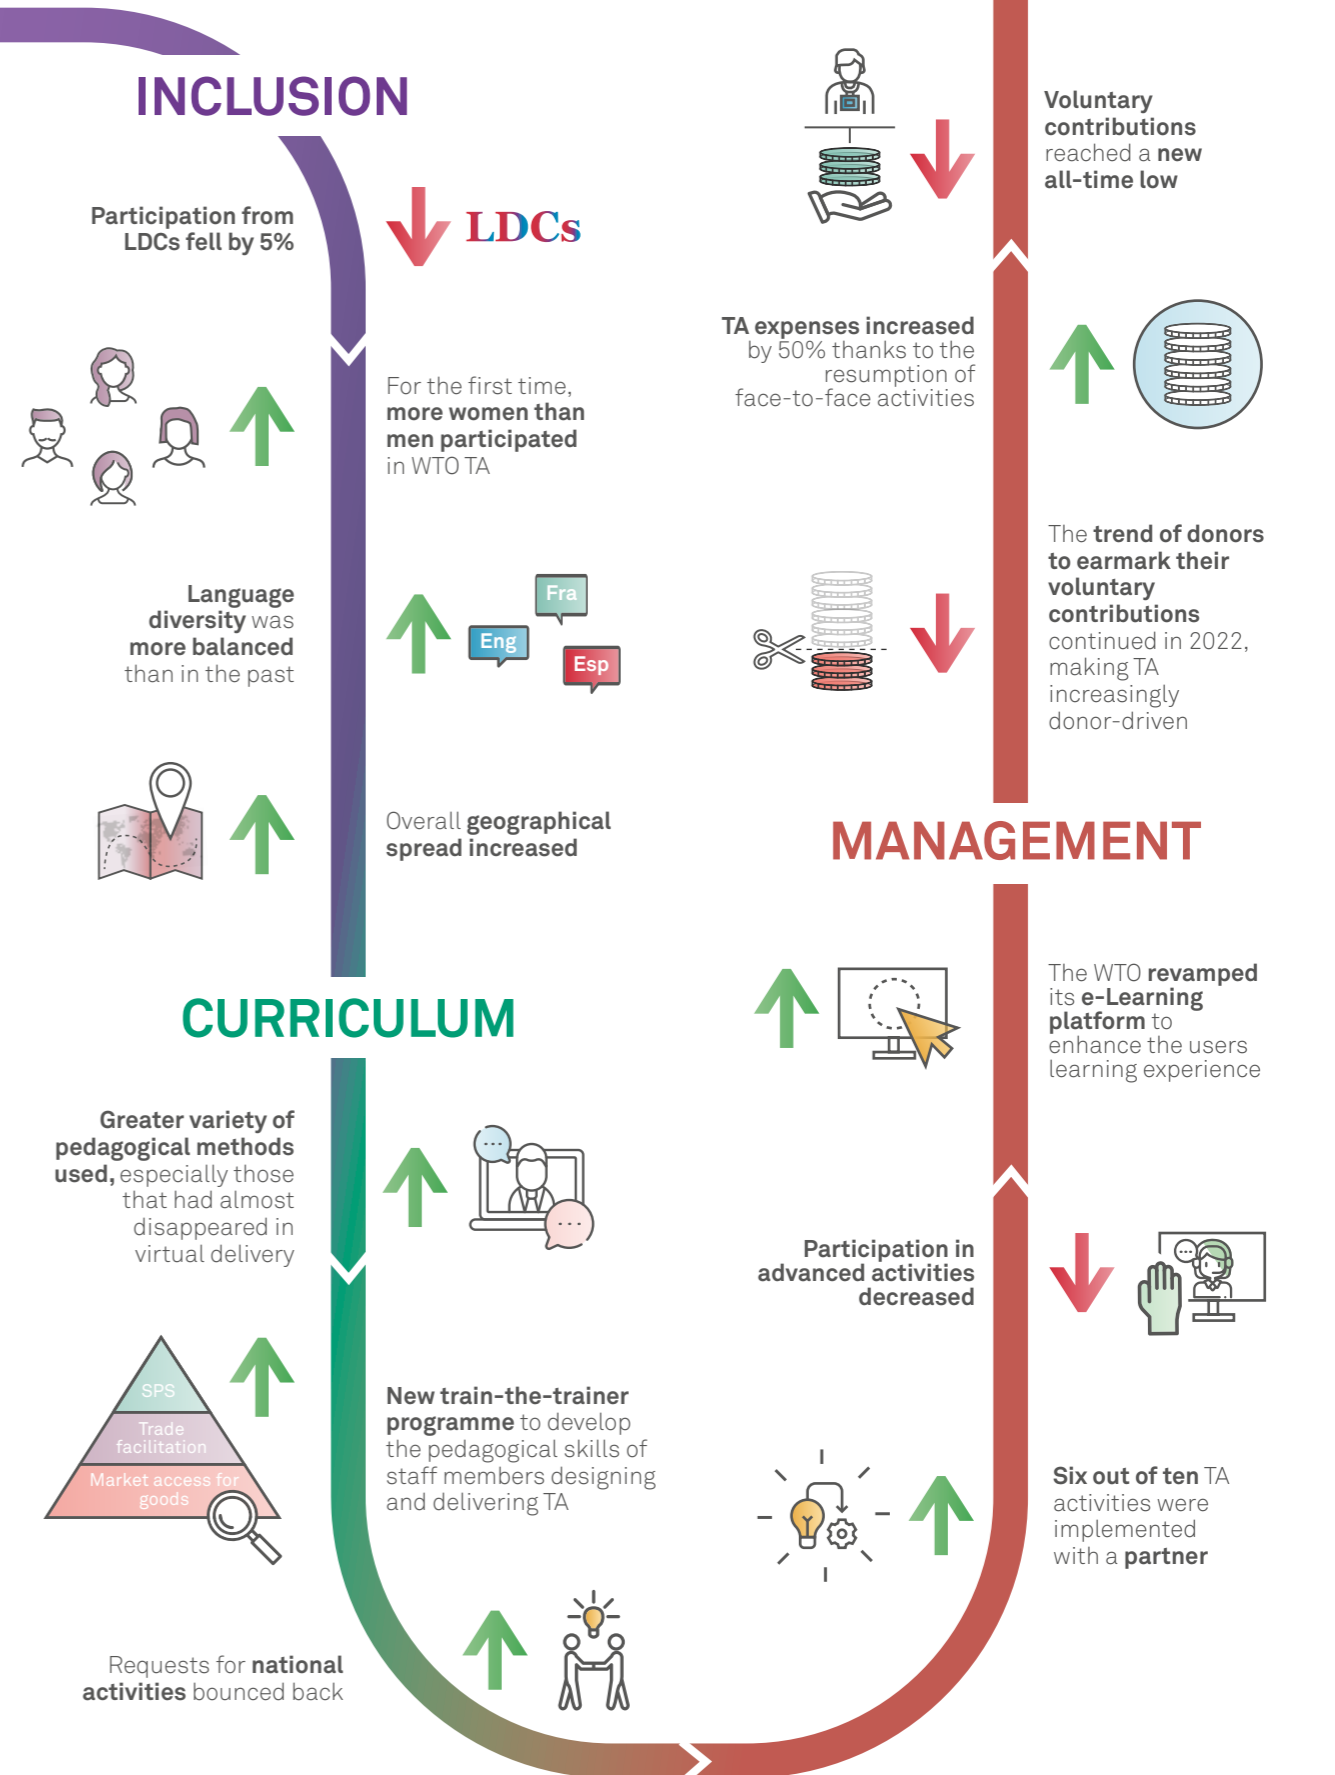 INCLUSION
Participation from
LDCs fell by 5%
LDCs
For the first time,
more women than
men participated
in WTO TA
Language
diversity was
more balanced
than in the past
Fra
Eng
Esp
Overall geographical
spread increased
CURRICULUM
Greater variety of
pedagogical methods
used, especially those
that had almost
disappeared in
virtual delivery
SPS
Trade
facilitation
Market access for
goods
New train-the-trainer
programme to develop
the pedagogical skills of
staff members designing
and delivering TA
Requests for national
activities bounced back
Voluntary
contributions
reached a new
all-time low
TA expenses increased
by 50% thanks to the
resumption of
face-to-face activities
The trend of donors
to earmark their
voluntary
contributions
continued in 2022,
making TA
increasingly
donor-driven
MANAGEMENT
The WTO revamped
its e-Learning
platform to
enhance the users
learning experience
Participation in
advanced activities
decreased
Six out of ten TA
activities were
implemented
with a partner